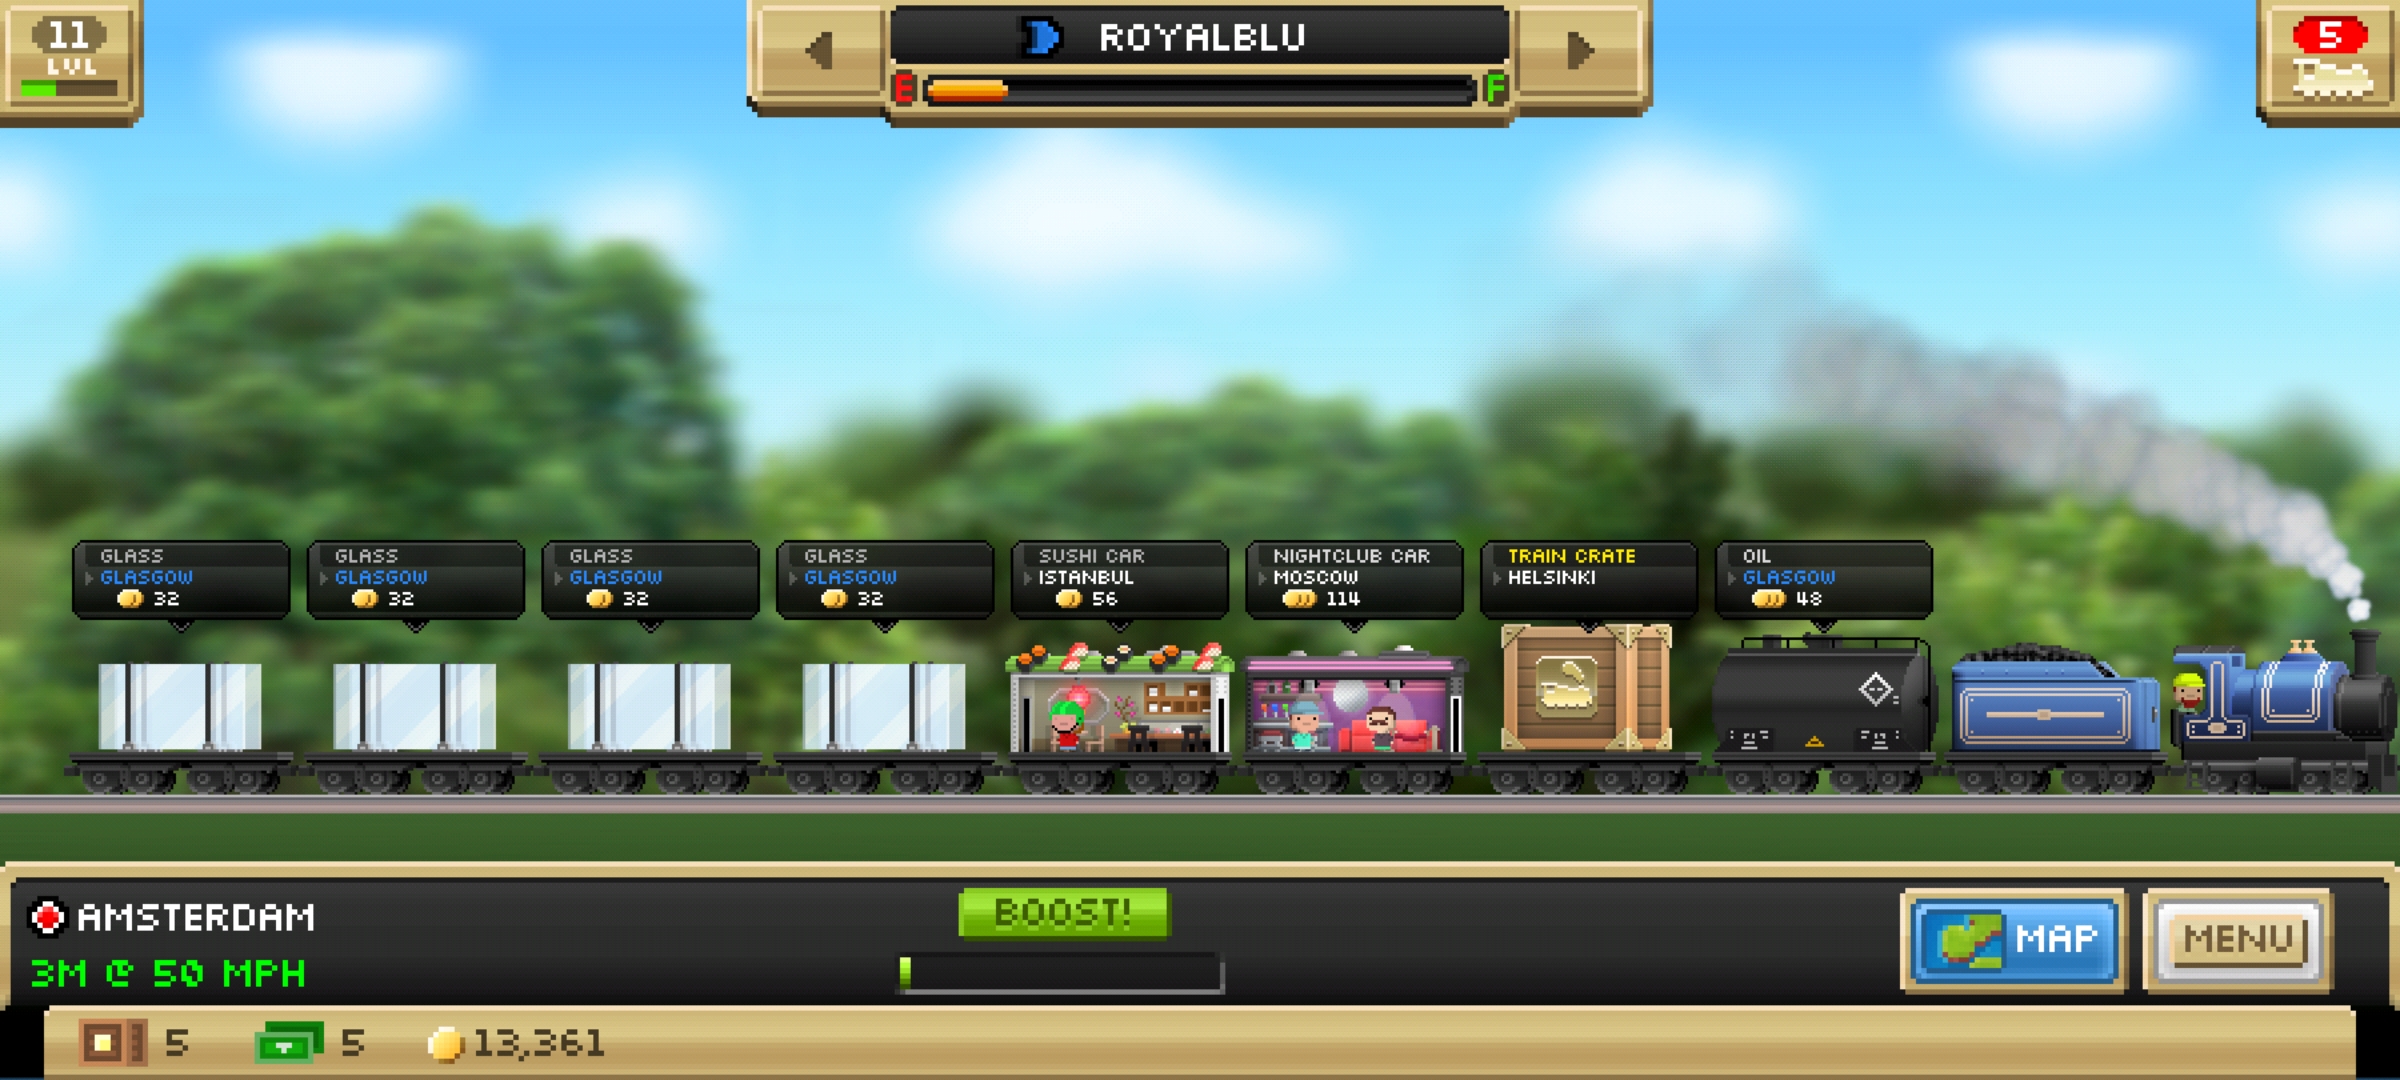 11
LVL
ROYALBLU
E F
5
GLASS
GLASGOW
32
GLASS
GLASGOW
32
GLASS
GLASGOW
32
GLASS
GLASGOW
32
SUSHI CAR
ISTANBUL
56
NIGHTCLUB CAR
MOSCOW
114
TRAIN CRATE
HELSINKI
OIL
GLASGOW
48
AMSTERDAM
3M @ 50 MPH
BOOST!
MAP
MENU
5
5
13,361